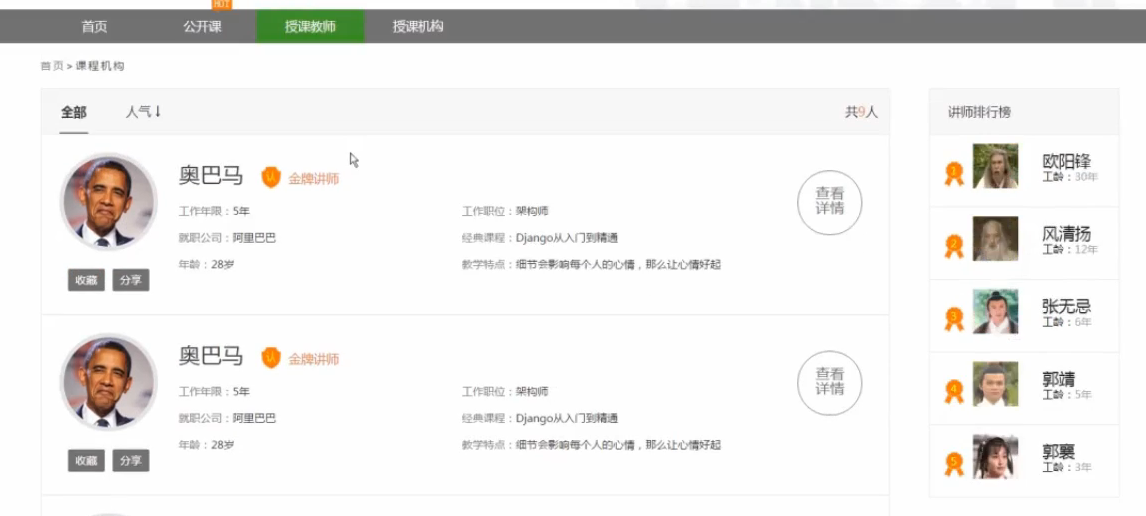 HOT
首页 公开课 授课教师 授课机构
首页 > 课程机构
全部 人气↓ 共9人
奥巴马 认 金牌讲师
工作年限：5年 工作职位：架构师
就职公司：阿里巴巴 经典课程：Django从入门到精通
年龄：28岁 教学特点：细节会影响每个人的心情，那么让心情好起
查看
详情
收藏 分享
奥巴马 认 金牌讲师
工作年限：5年 工作职位：架构师
就职公司：阿里巴巴 经典课程：Django从入门到精通
年龄：28岁 教学特点：细节会影响每个人的心情，那么让心情好起
查看
详情
收藏 分享
讲师排行榜
1 欧阳锋
工龄：30年
2 风清扬
工龄：12年
3 张无忌
工龄：6年
4 郭靖
工龄：5年
5 郭襄
工龄：3年